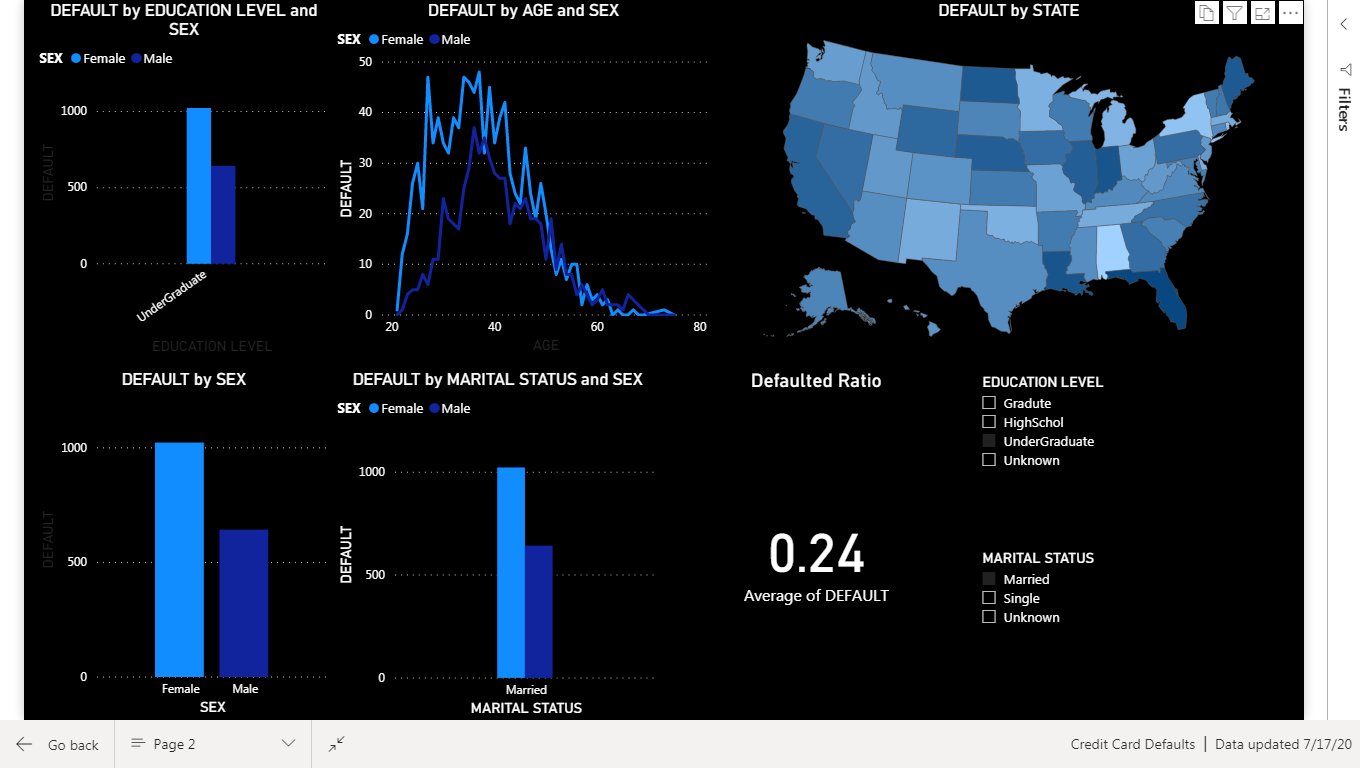 DEFAULT by EDUCATION LEVEL and
SEX
SEX Female Male
1000
500
0
DEFAULT
UnderGraduate
EDUCATION LEVEL
DEFAULT by AGE and SEX
SEX Female Male
50
40
30
20
10
0
DEFAULT
20 40 60 80
AGE
DEFAULT by STATE
Filters
DEFAULT by SEX
1000
500
0
DEFAULT
Female Male
SEX
DEFAULT by MARITAL STATUS and SEX
SEX Female Male
1000
500
0
DEFAULT
Married
MARITAL STATUS
Defaulted Ratio
0.24
Average of DEFAULT
EDUCATION LEVEL
Gradute
HighSchol
UnderGraduate
Unknown
MARITAL STATUS
Married
Single
Unknown
Go back
Page 2
Credit Card Defaults | Data updated 7/17/20